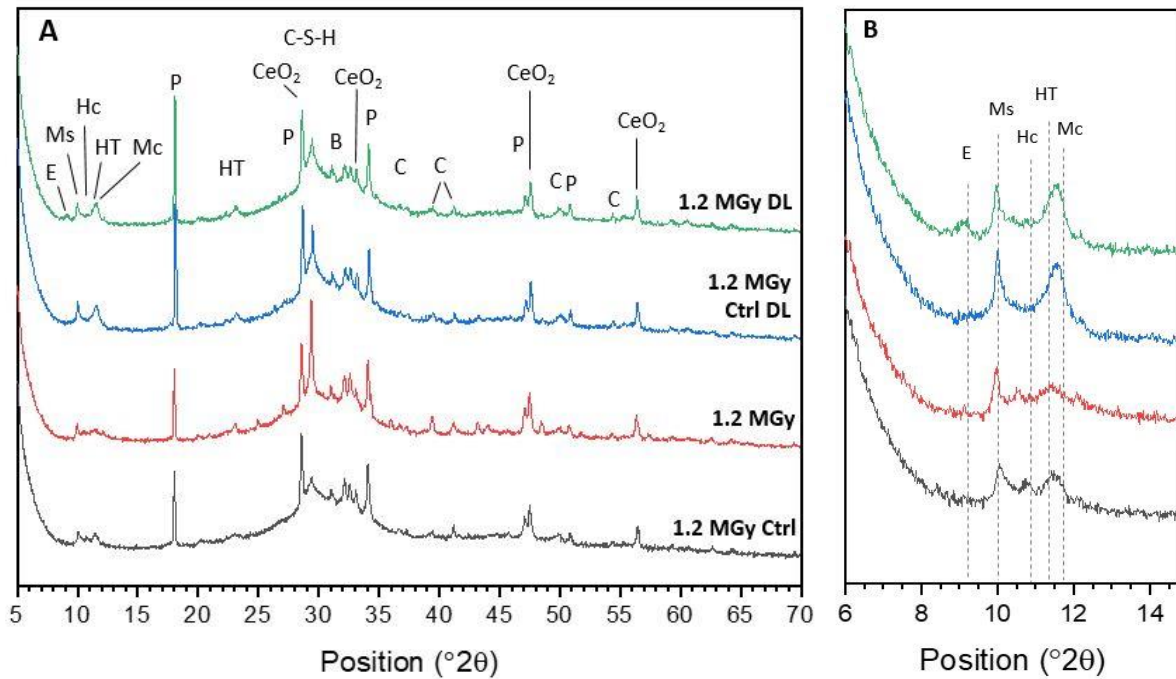 A
C-S-H
CeO₂
CeO₂
CeO₂
P
Hc
Ms
HT
Mc
E
HT
P
B
P
C
C
P
C
P
C
CeO₂
1.2 MGy DL
1.2 MGy
Ctrl DL
1.2 MGy
1.2 MGy Ctrl
5 10 15 20 25 30 35 40 45 50 55 60 65 70
Position (°2θ)
B
E
Ms
Hc
HT
Mc
6 8 10 12 14
Position (°2θ)